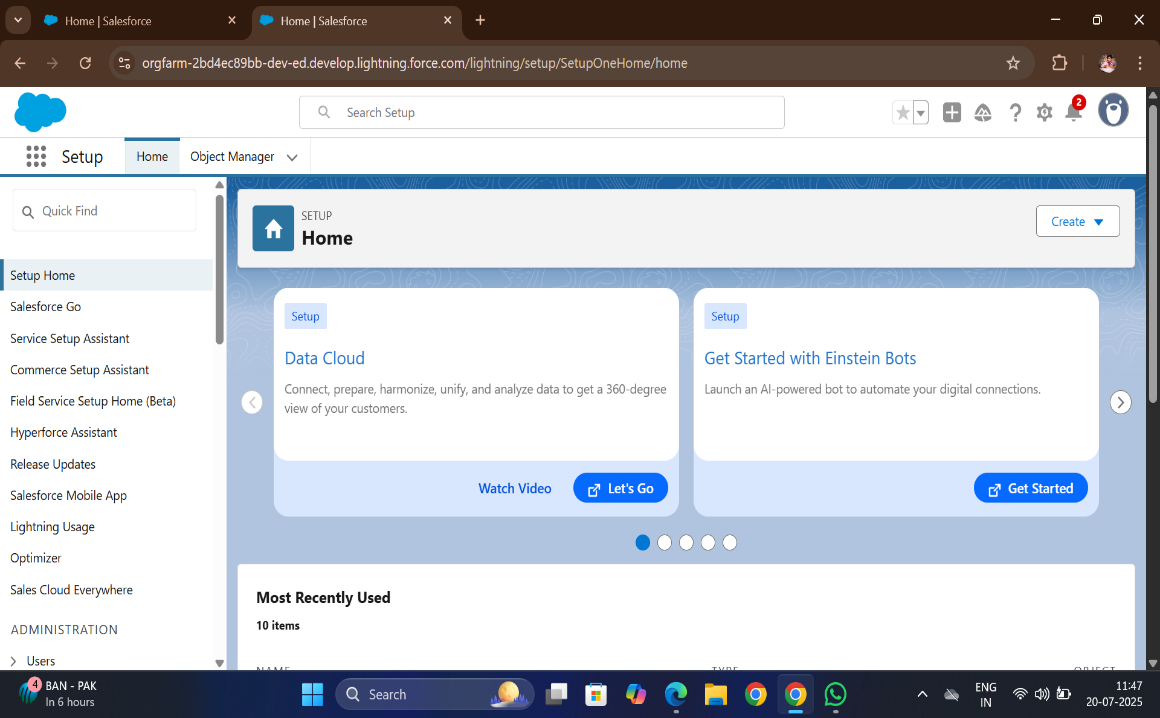 Home | Salesforce
Home | Salesforce
orgfarm-2bd4ec89bb-dev-ed.develop.lightning.force.com/lightning/setup/SetupOneHome/home
Search Setup
2
Setup
Home
Object Manager
Quick Find
Setup Home
Salesforce Go
Service Setup Assistant
Commerce Setup Assistant
Field Service Setup Home (Beta)
Hyperforce Assistant
Release Updates
Salesforce Mobile App
Lightning Usage
Optimizer
Sales Cloud Everywhere
ADMINISTRATION
Users
SETUP
Home
Create
Setup
Data Cloud
Connect, prepare, harmonize, unify, and analyze data to get a 360-degree
view of your customers.
Watch Video
Let's Go
Setup
Get Started with Einstein Bots
Launch an AI-powered bot to automate your digital connections.
Get Started
Most Recently Used
10 items
NAME
TYPE
OBJECT
4
BAN - PAK
In 6 hours
Search
ENG
IN
11:47
20-07-2025